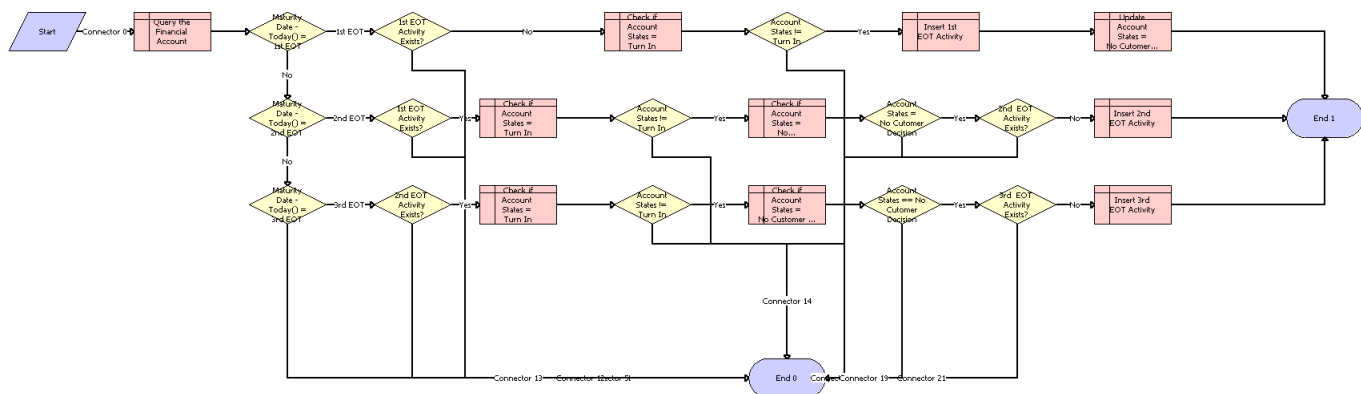 Start
Connector 0
Query the
Financial
Account
Maturity
Date -
Today() =
1st EOT
1st EOT
1st EOT
Activity
Exists?
No
Check if
Account
States =
Turn In
Account
States !=
Turn In
Yes
Insert 1st
EOT Activity
Update
Account
States =
No Cutomer...
No
Maturity
Date -
Today() =
2nd EOT
2nd EOT
1st EOT
Activity
Exists?
Yes
Check if
Account
States =
Turn In
Account
States !=
Turn In
Yes
Check if
Account
States =
No...
Account
States =
No Cutomer
Decision
Yes
2nd EOT
Activity
Exists?
No
Insert 2nd
EOT Activity
End 1
No
Maturity
Date -
Today() =
3rd EOT
3rd EOT
2nd EOT
Activity
Exists?
Yes
Check if
Account
States =
Turn In
Account
States !=
Turn In
Yes
Check if
Account
States =
No Customer ...
Account
States == No
Cutomer
Decision
Yes
3rd EOT
Activity
Exists?
No
Insert 3rd
EOT Activity
Connector 14
Connector 13
End 0
Connector 19
Connector 21